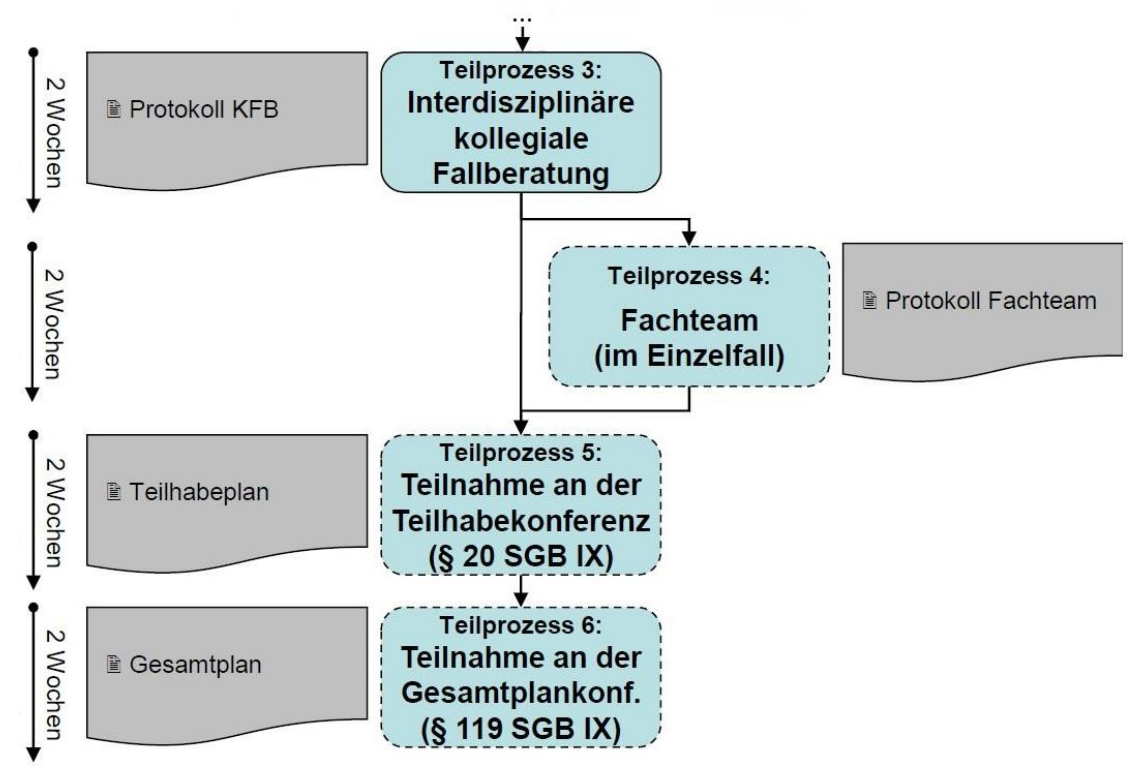 ...
2 Wochen
Protokoll KFB
Teilprozess 3:
Interdisziplinäre
kollegiale
Fallberatung
2 Wochen
Teilprozess 4:
Fachteam
(im Einzelfall)
Protokoll Fachteam
2 Wochen
Teilhabeplan
Teilprozess 5:
Teilnahme an der
Teilhabekonferenz
(§ 20 SGB IX)
2 Wochen
Gesamtplan
Teilprozess 6:
Teilnahme an der
Gesamtplankonf.
(§ 119 SGB IX)